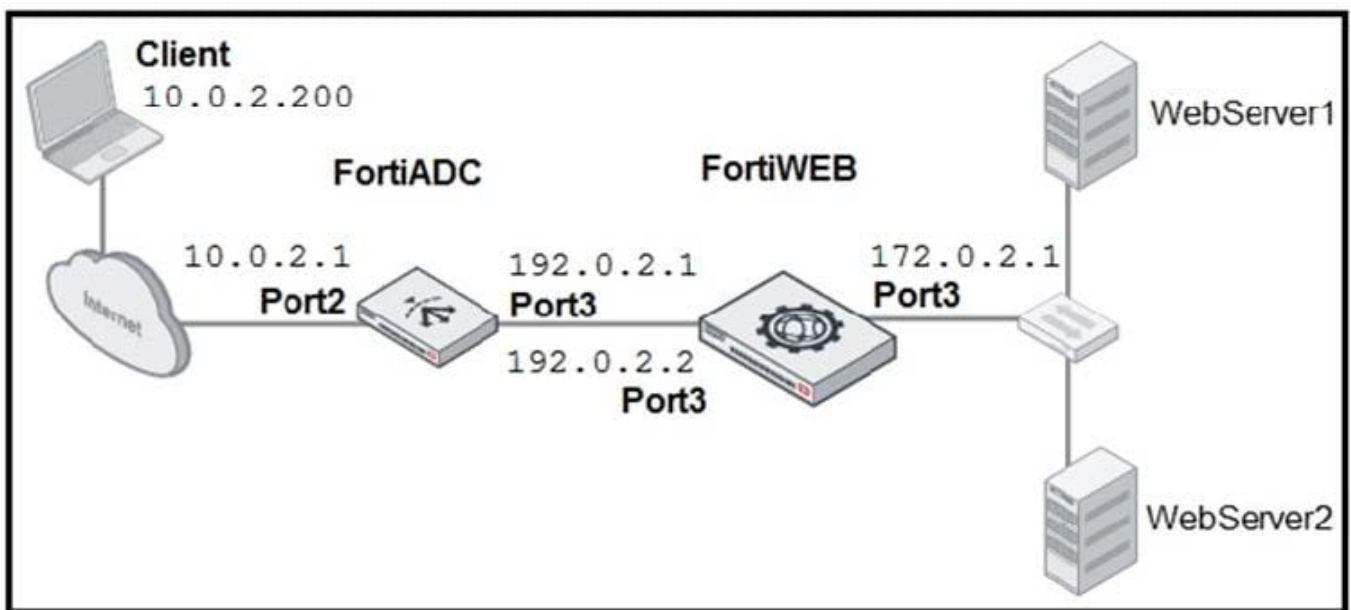 Client
10.0.2.200
WebServer1
FortiADC
FortiWEB
10.0.2.1
Port2
192.0.2.1
Port3
172.0.2.1
Port3
Internet
192.0.2.2
Port3
WebServer2